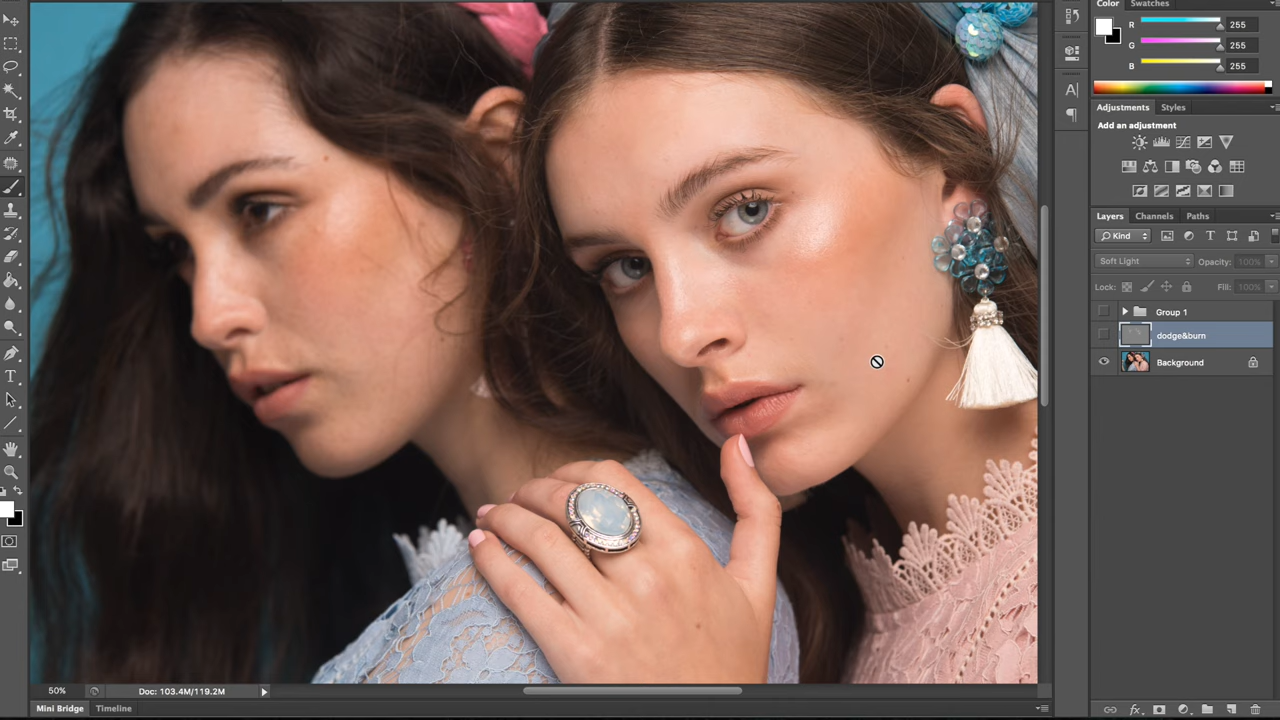 Color Swatches
R 255
G 255
B 255
Adjustments Styles
Add an adjustment
Layers Channels Paths
Kind
Soft Light Opacity: 100%
Lock: Fill: 100%
Group 1
dodge&burn
Background
A
T
50% Doc: 103.4M/119.2M
Mini Bridge Timeline